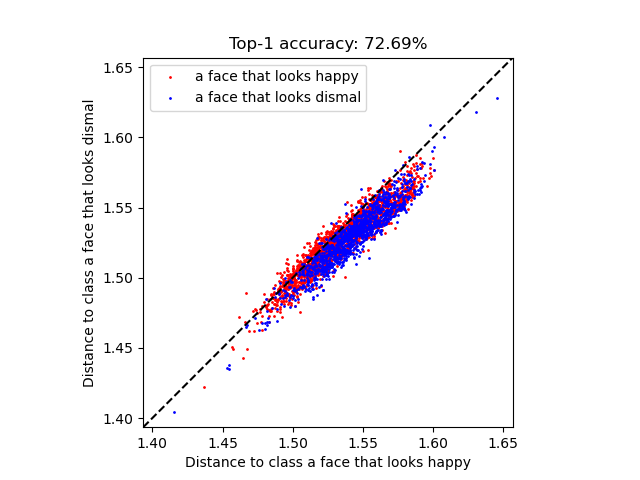 Top-1 accuracy: 72.69%
a face that looks happy
a face that looks dismal
Distance to class a face that looks dismal
1.65
1.60
1.55
1.50
1.45
1.40
1.40 1.45 1.50 1.55 1.60 1.65
Distance to class a face that looks happy